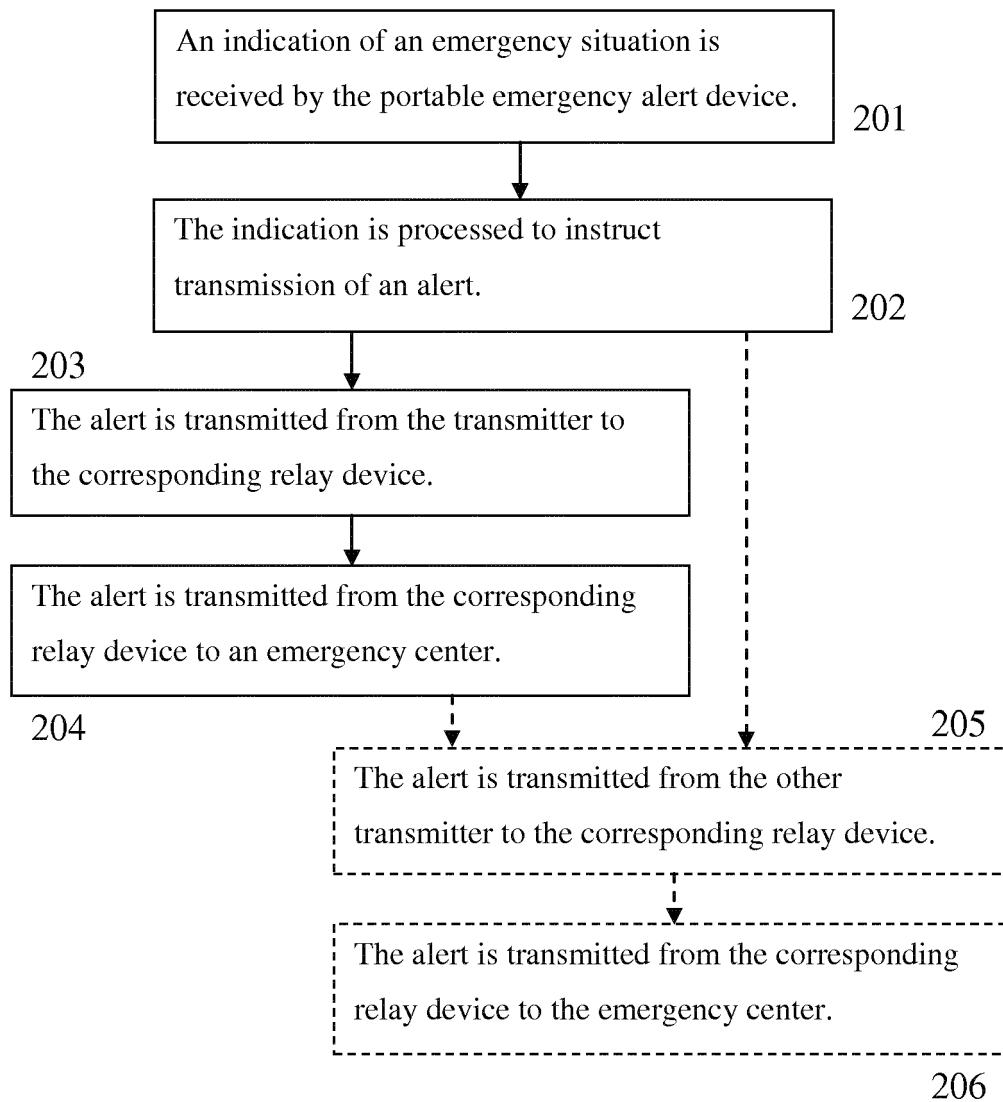 An indication of an emergency situation is
received by the portable emergency alert device.
201
The indication is processed to instruct
transmission of an alert.
202
203
The alert is transmitted from the transmitter to
the corresponding relay device.
The alert is transmitted from the corresponding
relay device to an emergency center.
204
205
The alert is transmitted from the other
transmitter to the corresponding relay device.
The alert is transmitted from the corresponding
relay device to the emergency center.
206